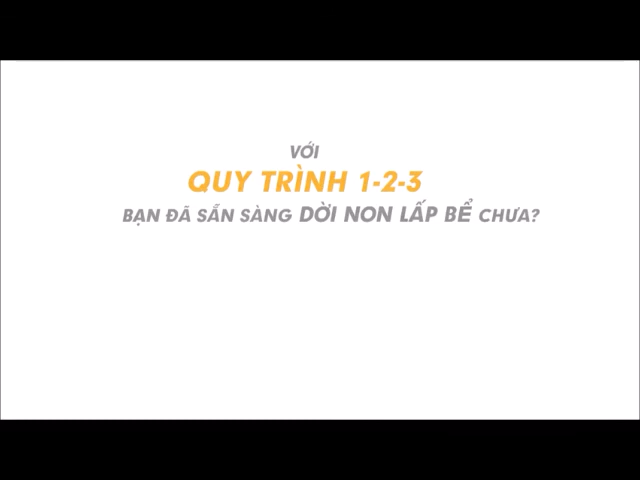 VỚI
QUY TRÌNH 1-2-3
BẠN ĐÃ SẴN SÀNG DỜI NON LẤP BỂ CHƯA?